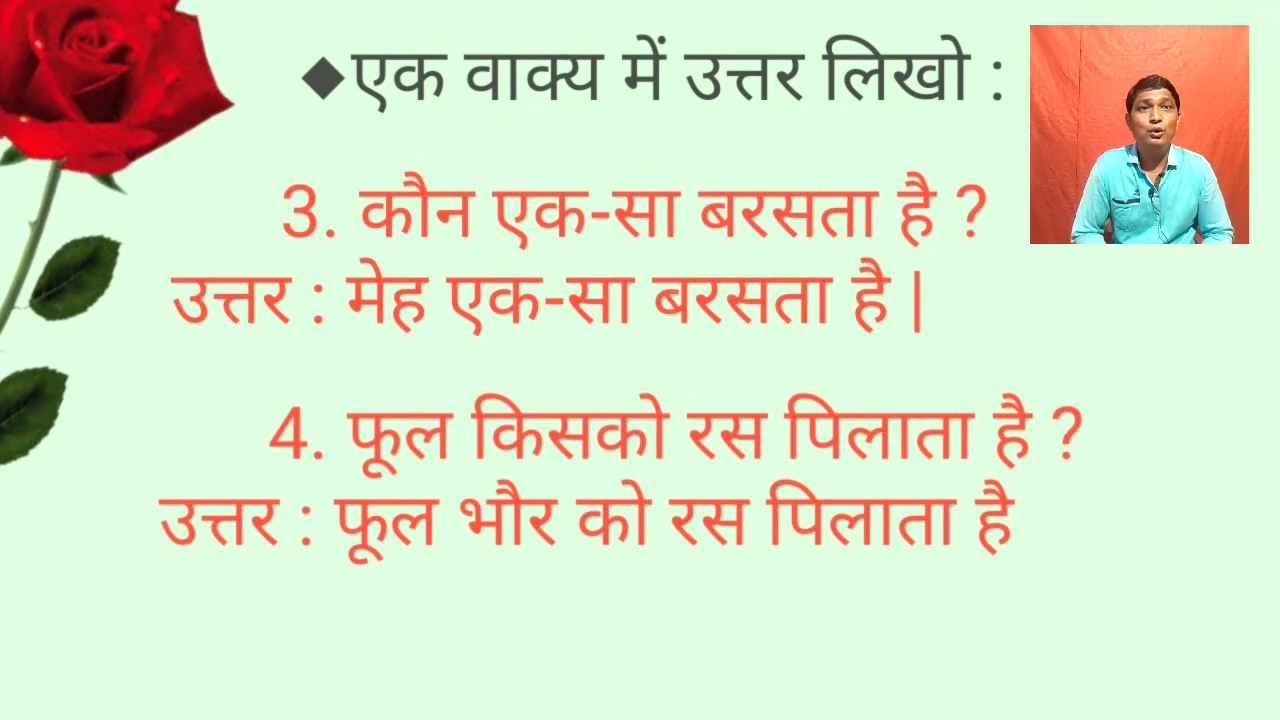 ◆एक वाक्य में उत्तर लिखो :
3. कौन एक-सा बरसता है ?
उत्तर : मेह एक-सा बरसता है |
4. फूल किसको रस पिलाता है ?
उत्तर : फूल भौर को रस पिलाता है